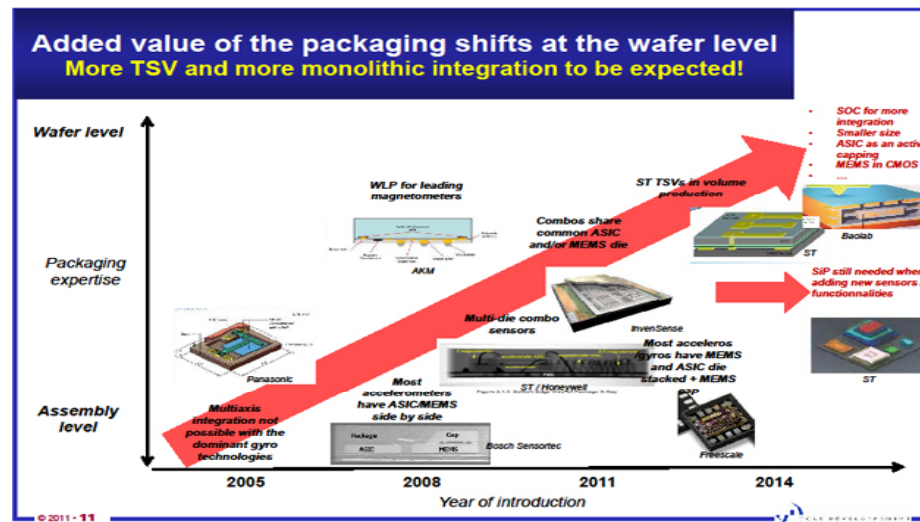 Added value of the packaging shifts at the wafer level
More TSV and more monolithic integration to be expected!
Wafer level
Packaging
expertise
Assembly
level
WLP for leading
magnetometers
AKM
Panasonic
Multiaxis
integration not
possible with the
dominant gyro
technologies
Most
accelerometers
have ASIC/MEMS
side by side
Package
Cap
ASIC
MEMS
Bosch Sensortec
Multi-die combo
sensors
ST / Honeywell
Combos share
common ASIC
and/or MEMS die
InvenSense
ST TSVs in volume
production
ST
Baolab
Most acceleros
/gyros have MEMS
and ASIC die
stacked + MEMS
cap
Freescale
- SOC for more
integration
- Smaller size
- ASIC as an activ
capping
- MEMS in CMOS
- ...
SiP still needed when
adding new sensors
functionnalities
ST
2005
2008
2011
2014
Year of introduction
© 2011 • 11